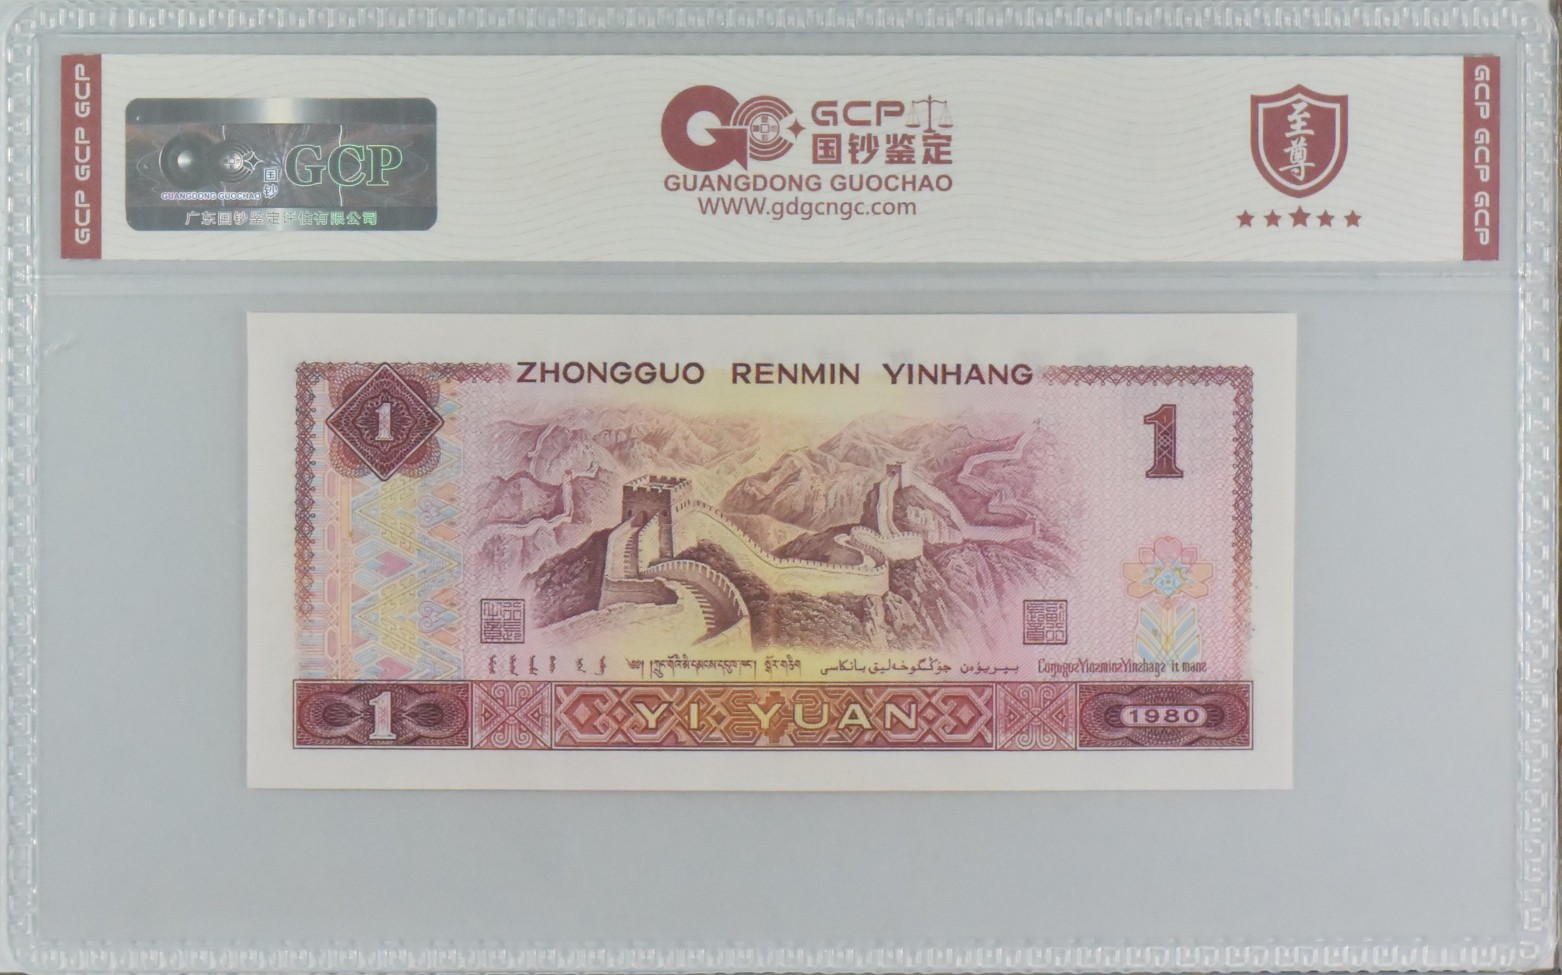 GCP GCP GCP
GCP
国钞
GUANGDONG GUOCHAO
广东国钞鉴定评估有限公司
GCP
国钞鉴定
GUANGDONG GUOCHAO
WWW.gdgcngc.com
至尊
GCP GCP GCP
ZHONGGUO RENMIN YINHANG
1
1
1
YI YUAN
1980